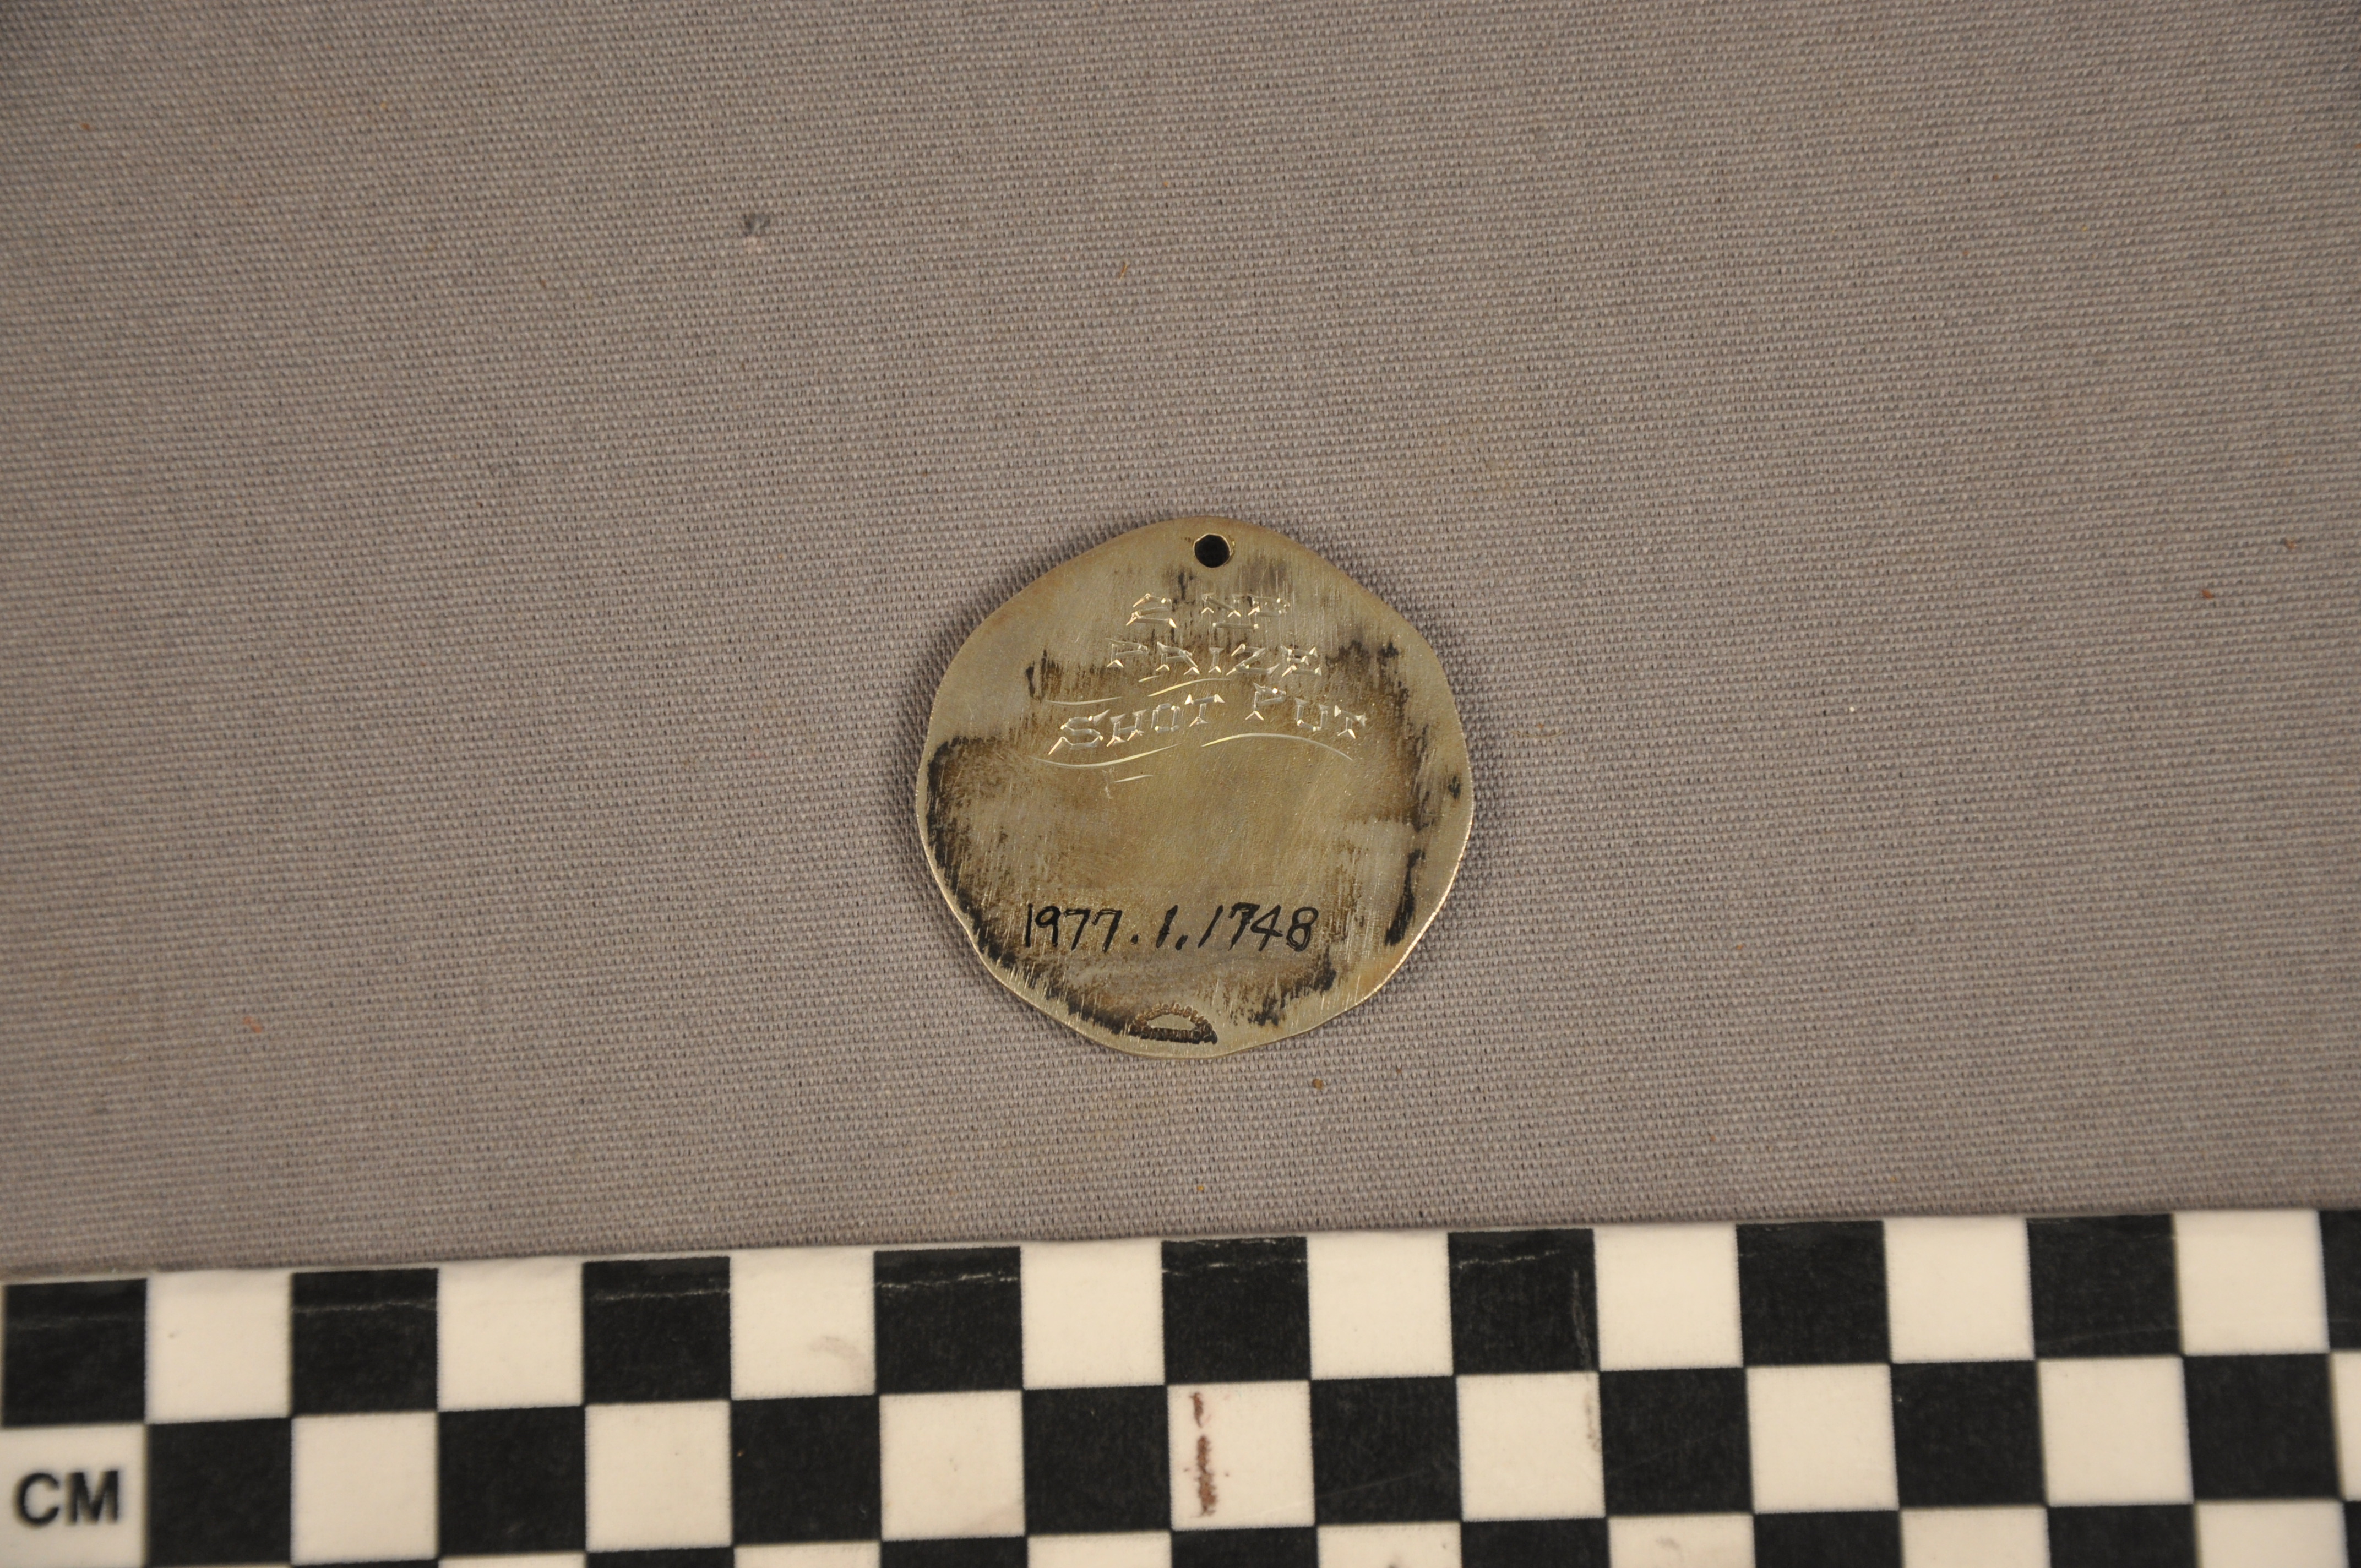 2ND
PRIZE
SHOT PUT
1977.1.1748
CM